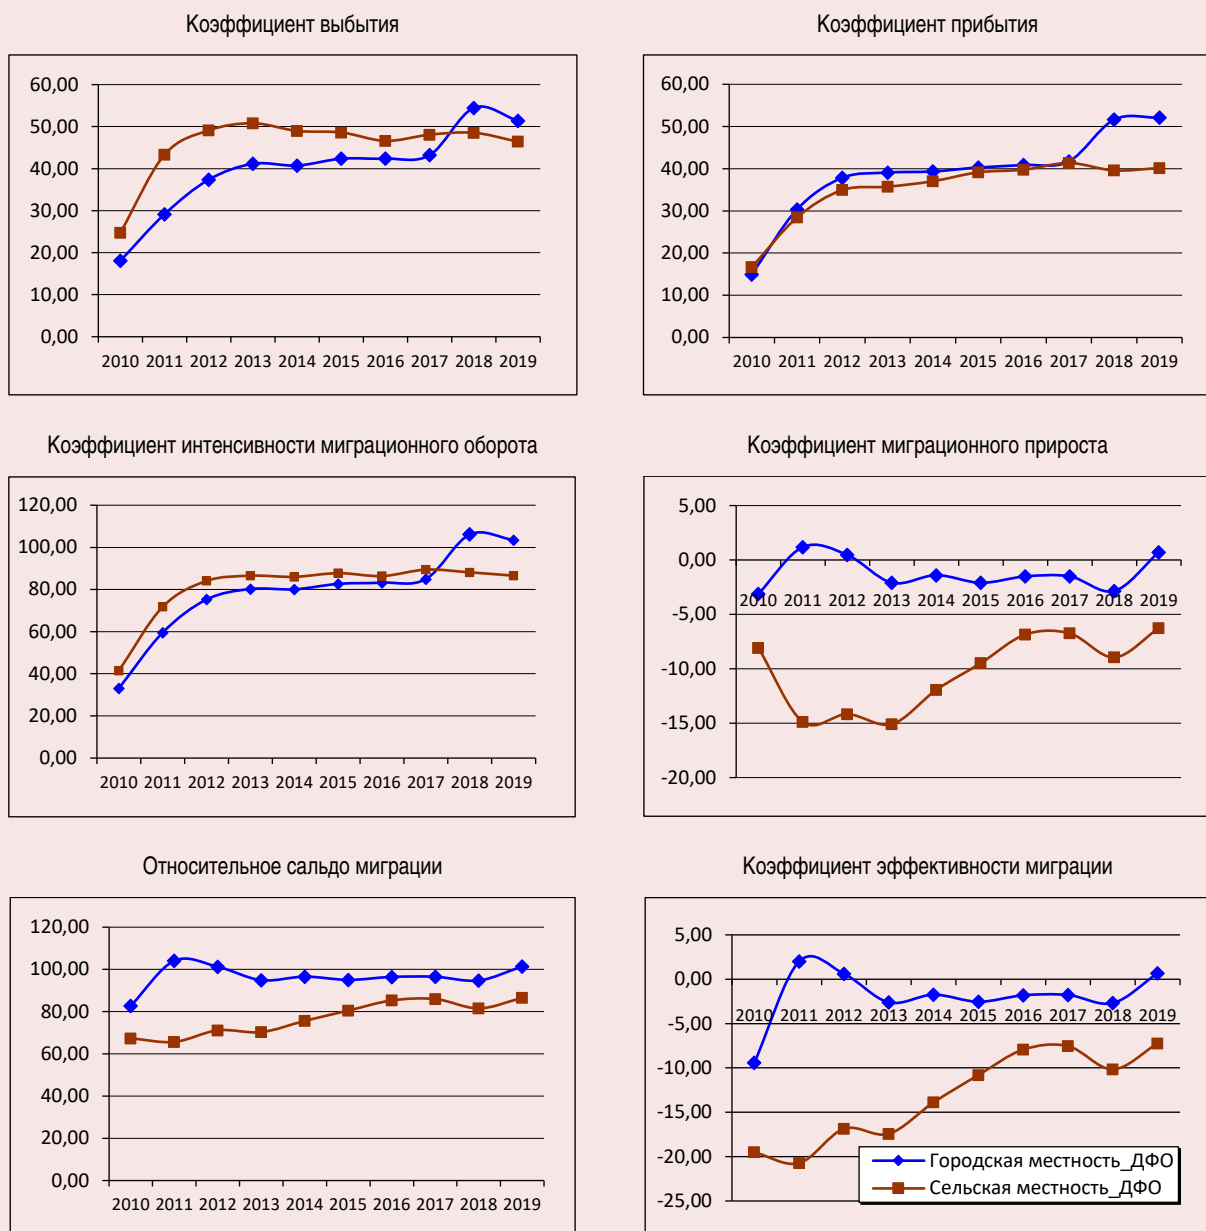 Коэффициент выбытия
60,00
50,00
40,00
30,00
20,00
10,00
0,00
2010 2011 2012 2013 2014 2015 2016 2017 2018 2019
Коэффициент прибытия
60,00
50,00
40,00
30,00
20,00
10,00
0,00
2010 2011 2012 2013 2014 2015 2016 2017 2018 2019
Коэффициент интенсивности миграционного оборота
120,00
100,00
80,00
60,00
40,00
20,00
0,00
2010 2011 2012 2013 2014 2015 2016 2017 2018 2019
Коэффициент миграционного прироста
5,00
0,00
2010 2011 2012 2013 2014 2015 2016 2017 2018 2019
-5,00
-10,00
-15,00
-20,00
Относительное сальдо миграции
120,00
100,00
80,00
60,00
40,00
20,00
0,00
2010 2011 2012 2013 2014 2015 2016 2017 2018 2019
Коэффициент эффективности миграции
5,00
0,00
2010 2011 2012 2013 2014 2015 2016 2017 2018 2019
-5,00
-10,00
-15,00
-20,00
-25,00
Городская местность_ДФО
Сельская местность_ДФО